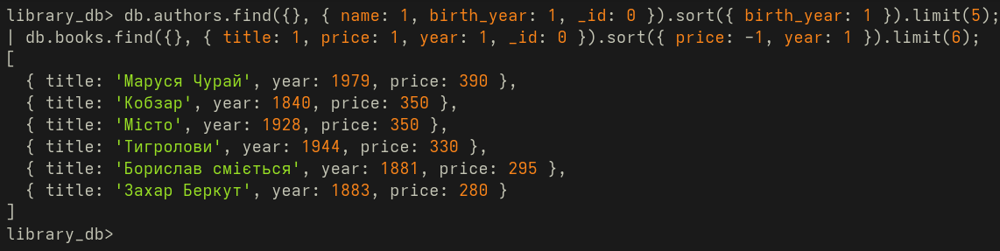 library_db> db.authors.find({}, { name: 1, birth_year: 1, _id: 0 }).sort({ birth_year: 1 }).limit(5);
| db.books.find({}, { title: 1, price: 1, year: 1, _id: 0 }).sort({ price: -1, year: 1 }).limit(6);
[
  { title: 'Маруся Чурай', year: 1979, price: 390 },
  { title: 'Кобзар', year: 1840, price: 350 },
  { title: 'Місто', year: 1928, price: 350 },
  { title: 'Тигролови', year: 1944, price: 330 },
  { title: 'Борислав сміється', year: 1881, price: 295 },
  { title: 'Захар Беркут', year: 1883, price: 280 }
]
library_db>